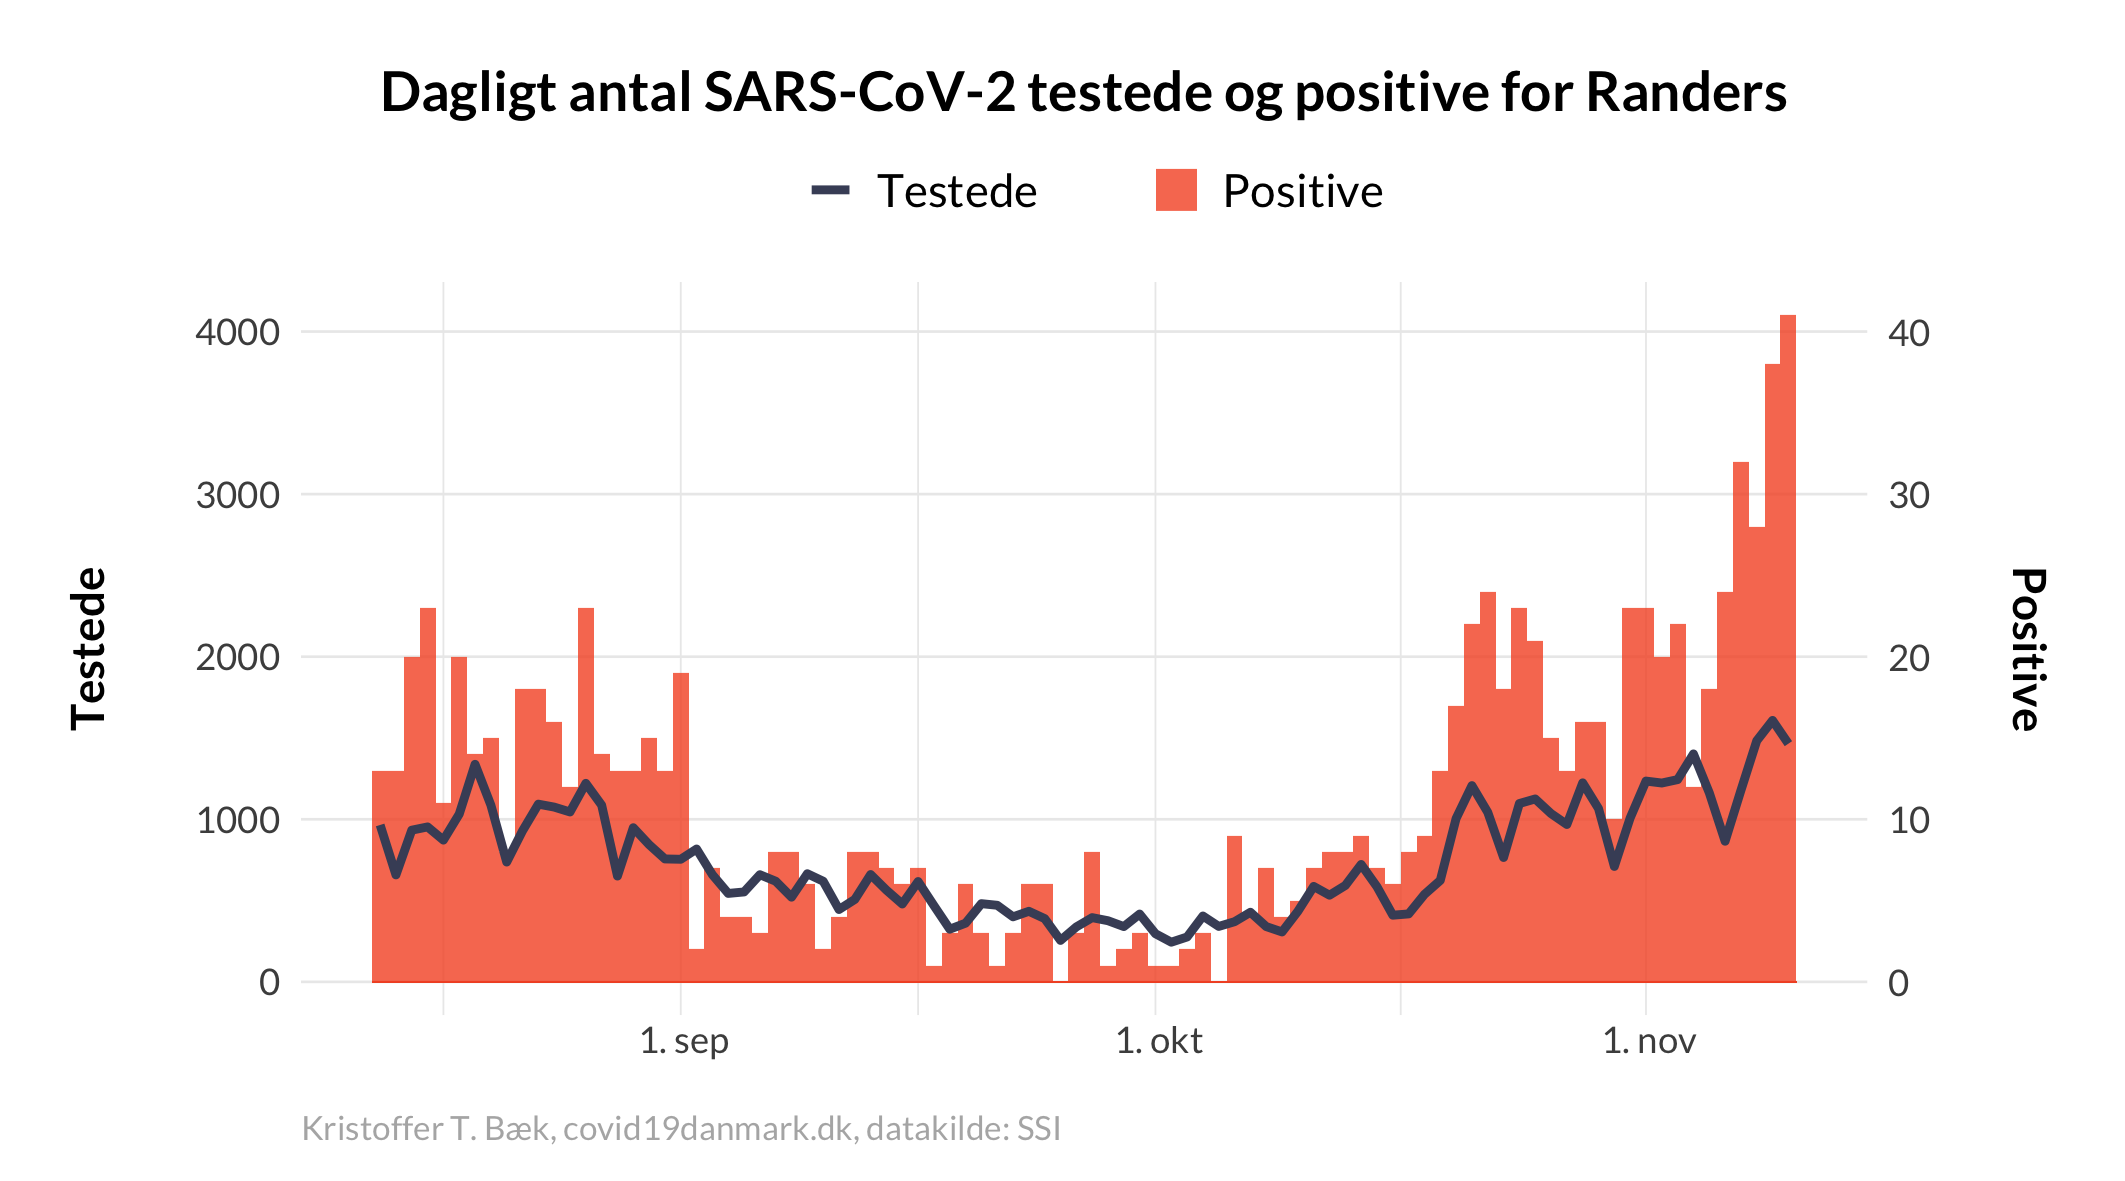 Dagligt antal SARS-CoV-2 testede og positive for Randers
Testede
Positive
4000
3000
2000
1000
0
40
30
20
10
0
Testede
Positive
1. sep
1. okt
1. nov
Kristoffer T. Bæk, covid19danmark.dk, datakilde: SSI